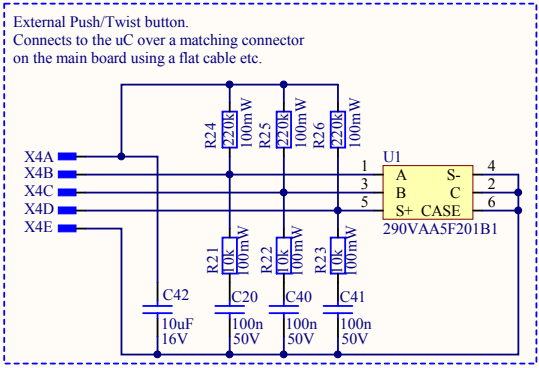 External Push/Twist button.
Connects to the uC over a matching connector
on the main board using a flat cable etc.
R24 220k 100mW
R25 220k 100mW
R26 220k 100mW
U1
X4A
X4B
X4C
X4D
X4E
1 A S- 4
3 B C 2
5 S+ CASE 6
290VAA5F201B1
R21 10k 100mW
R22 10k 100mW
R23 10k 100mW
C42
10uF
16V
C20
100n
50V
C40
100n
50V
C41
100n
50V